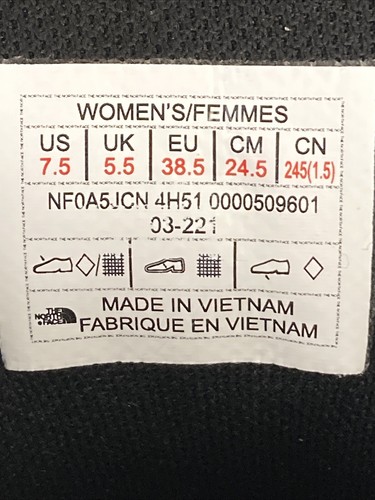 WOMEN'S/FEMMES
US UK EU CM CN
7.5 5.5 38.5 24.5 245(1.5)
NF0A5JCN 4H51 0000509601
03-221
THE NORTH FACE
MADE IN VIETNAM
FABRIQUE EN VIETNAM